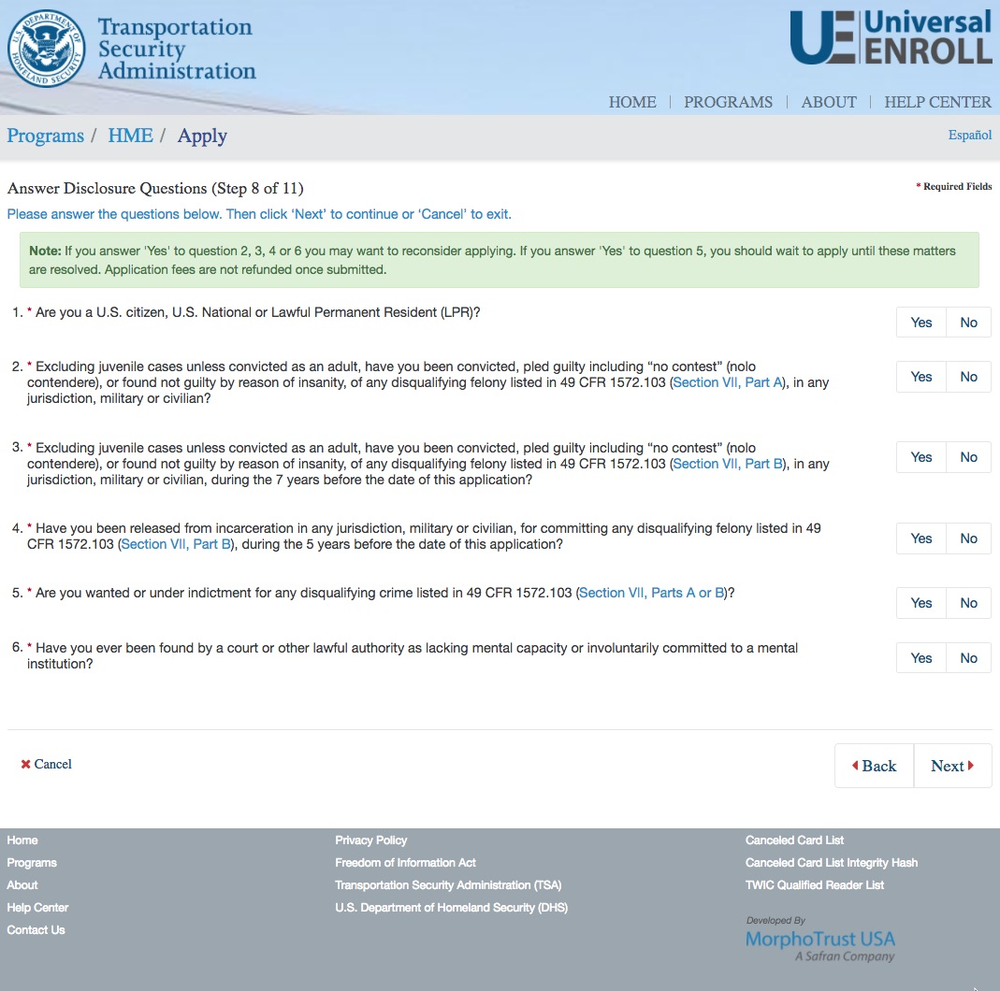 U.S. DEPARTMENT OF
HOMELAND SECURITY
Transportation
Security
Administration
UE Universal
ENROLL
HOME | PROGRAMS | ABOUT | HELP CENTER
Programs / HME / Apply
Español
Answer Disclosure Questions (Step 8 of 11)
* Required Fields
Please answer the questions below. Then click ‘Next’ to continue or ‘Cancel’ to exit.
Note: If you answer 'Yes' to question 2, 3, 4 or 6 you may want to reconsider applying. If you answer 'Yes' to question 5, you should wait to apply until these matters
are resolved. Application fees are not refunded once submitted.
1. * Are you a U.S. citizen, U.S. National or Lawful Permanent Resident (LPR)?
Yes No
2. * Excluding juvenile cases unless convicted as an adult, have you been convicted, pled guilty including “no contest” (nolo
contendere), or found not guilty by reason of insanity, of any disqualifying felony listed in 49 CFR 1572.103 (Section VII, Part A), in any
jurisdiction, military or civilian?
Yes No
3. * Excluding juvenile cases unless convicted as an adult, have you been convicted, pled guilty including “no contest” (nolo
contendere), or found not guilty by reason of insanity, of any disqualifying felony listed in 49 CFR 1572.103 (Section VII, Part B), in any
jurisdiction, military or civilian, during the 7 years before the date of this application?
Yes No
4. * Have you been released from incarceration in any jurisdiction, military or civilian, for committing any disqualifying felony listed in 49
CFR 1572.103 (Section VII, Part B), during the 5 years before the date of this application?
Yes No
5. * Are you wanted or under indictment for any disqualifying crime listed in 49 CFR 1572.103 (Section VII, Parts A or B)?
Yes No
6. * Have you ever been found by a court or other lawful authority as lacking mental capacity or involuntarily committed to a mental
institution?
Yes No
Cancel
Back Next
Home
Programs
About
Help Center
Contact Us
Privacy Policy
Freedom of Information Act
Transportation Security Administration (TSA)
U.S. Department of Homeland Security (DHS)
Canceled Card List
Canceled Card List Integrity Hash
TWIC Qualified Reader List
Developed By
MorphoTrust USA
A Safran Company